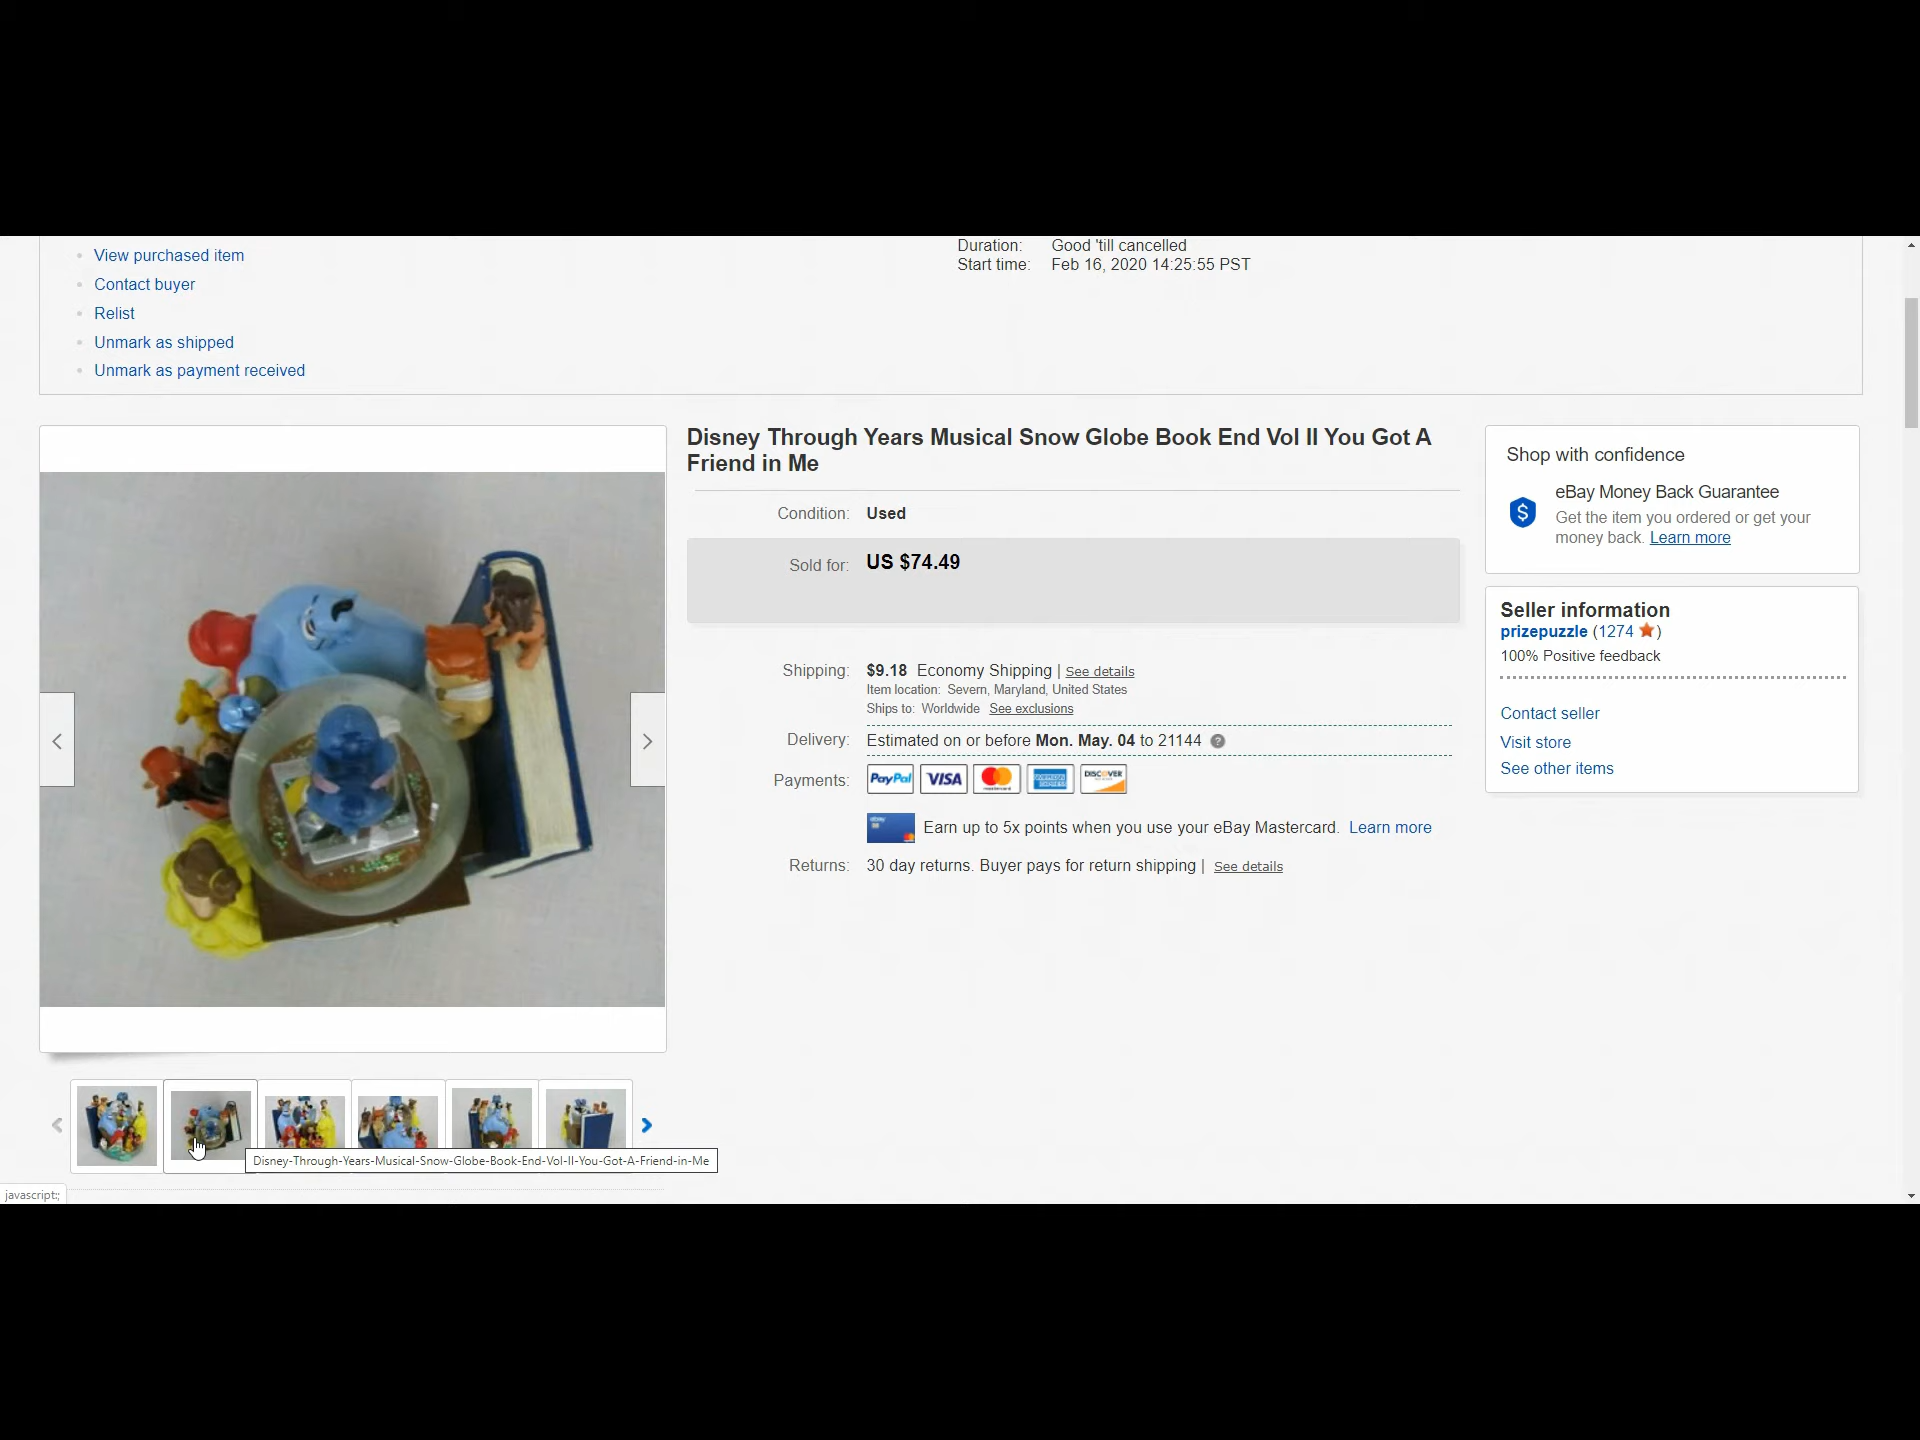 View purchased item
Contact buyer
Relist
Unmark as shipped
Unmark as payment received
Duration: Good 'till cancelled
Start time: Feb 16, 2020 14:25:55 PST
Disney Through Years Musical Snow Globe Book End Vol II You Got A
Friend in Me
Condition: Used
Sold for: US $74.49
Shipping: $9.18 Economy Shipping | See details
Item location: Severn, Maryland, United States
Ships to: Worldwide See exclusions
Delivery: Estimated on or before Mon. May. 04 to 21144 ?
Payments: PayPal VISA mastercard AMERICAN EXPRESS DISCOVER
ebay Earn up to 5x points when you use your eBay Mastercard. Learn more
Returns: 30 day returns. Buyer pays for return shipping | See details
Shop with confidence
$ eBay Money Back Guarantee
Get the item you ordered or get your
money back. Learn more
Seller information
prizepuzzle (1274 )
100% Positive feedback
Contact seller
Visit store
See other items
Disney-Through-Years-Musical-Snow-Globe-Book-End-Vol-II-You-Got-A-Friend-in-Me
javascript:;